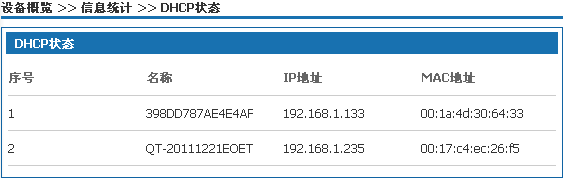 设备概览 >> 信息统计 >> DHCP状态
DHCP状态
序号 名称 IP地址 MAC地址
1 398DD787AE4E4AF 192.168.1.133 00:1a:4d:30:64:33
2 QT-20111221EOET 192.168.1.235 00:17:c4:ec:26:f5